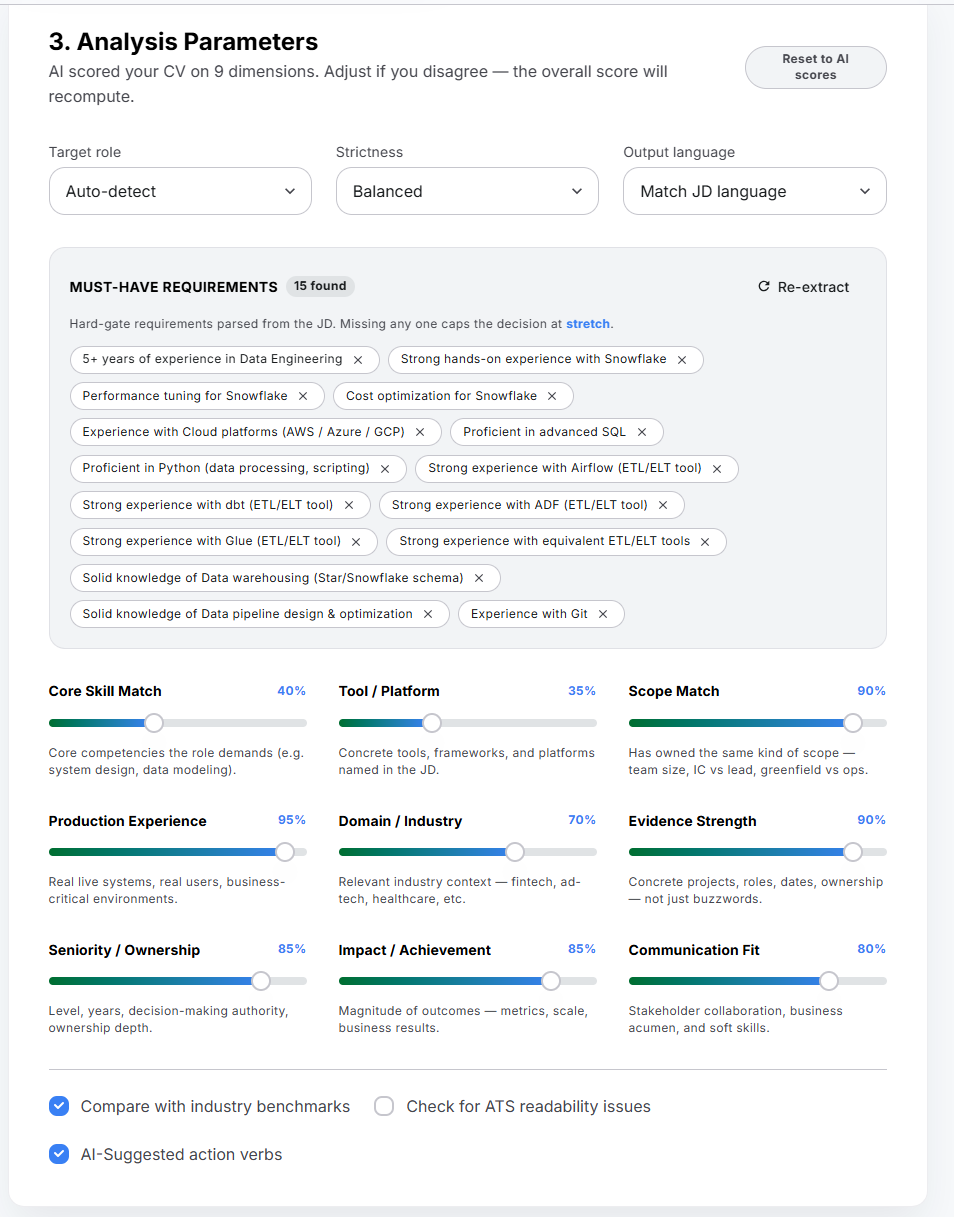 3. Analysis Parameters
AI scored your CV on 9 dimensions. Adjust if you disagree — the overall score will
recompute.
Reset to AI
scores
Target role
Strictness
Output language
Auto-detect
Balanced
Match JD language
MUST-HAVE REQUIREMENTS 15 found
Re-extract
Hard-gate requirements parsed from the JD. Missing any one caps the decision at stretch.
5+ years of experience in Data Engineering
Strong hands-on experience with Snowflake
Performance tuning for Snowflake
Cost optimization for Snowflake
Experience with Cloud platforms (AWS / Azure / GCP)
Proficient in advanced SQL
Proficient in Python (data processing, scripting)
Strong experience with Airflow (ETL/ELT tool)
Strong experience with dbt (ETL/ELT tool)
Strong experience with ADF (ETL/ELT tool)
Strong experience with Glue (ETL/ELT tool)
Strong experience with equivalent ETL/ELT tools
Solid knowledge of Data warehousing (Star/Snowflake schema)
Solid knowledge of Data pipeline design & optimization
Experience with Git
Core Skill Match 40%
Core competencies the role demands (e.g.
system design, data modeling).
Tool / Platform 35%
Concrete tools, frameworks, and platforms
named in the JD.
Scope Match 90%
Has owned the same kind of scope —
team size, IC vs lead, greenfield vs ops.
Production Experience 95%
Real live systems, real users, business-
critical environments.
Domain / Industry 70%
Relevant industry context — fintech, ad-
tech, healthcare, etc.
Evidence Strength 90%
Concrete projects, roles, dates, ownership
— not just buzzwords.
Seniority / Ownership 85%
Level, years, decision-making authority,
ownership depth.
Impact / Achievement 85%
Magnitude of outcomes — metrics, scale,
business results.
Communication Fit 80%
Stakeholder collaboration, business
acumen, and soft skills.
Compare with industry benchmarks
Check for ATS readability issues
AI-Suggested action verbs